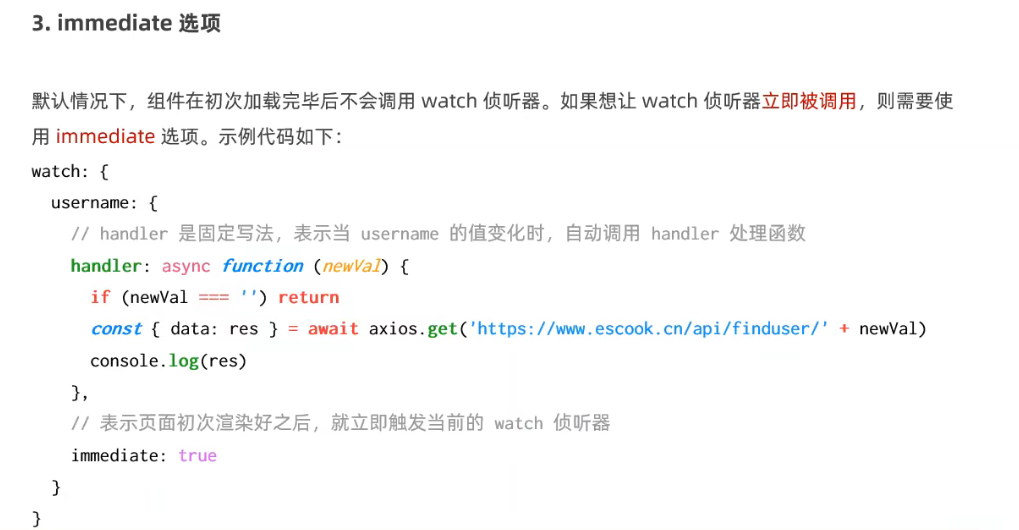 3. immediate 选项
默认情况下，组件在初次加载完毕后不会调用 watch 侦听器。如果想让 watch 侦听器立即被调用，则需要使
用 immediate 选项。示例代码如下：
watch: {
  username: {
    // handler 是固定写法，表示当 username 的值变化时，自动调用 handler 处理函数
    handler: async function (newVal) {
      if (newVal === '') return
      const { data: res } = await axios.get('https://www.escook.cn/api/finduser/' + newVal)
      console.log(res)
    },
    // 表示页面初次渲染好之后，就立即触发当前的 watch 侦听器
    immediate: true
  }
}